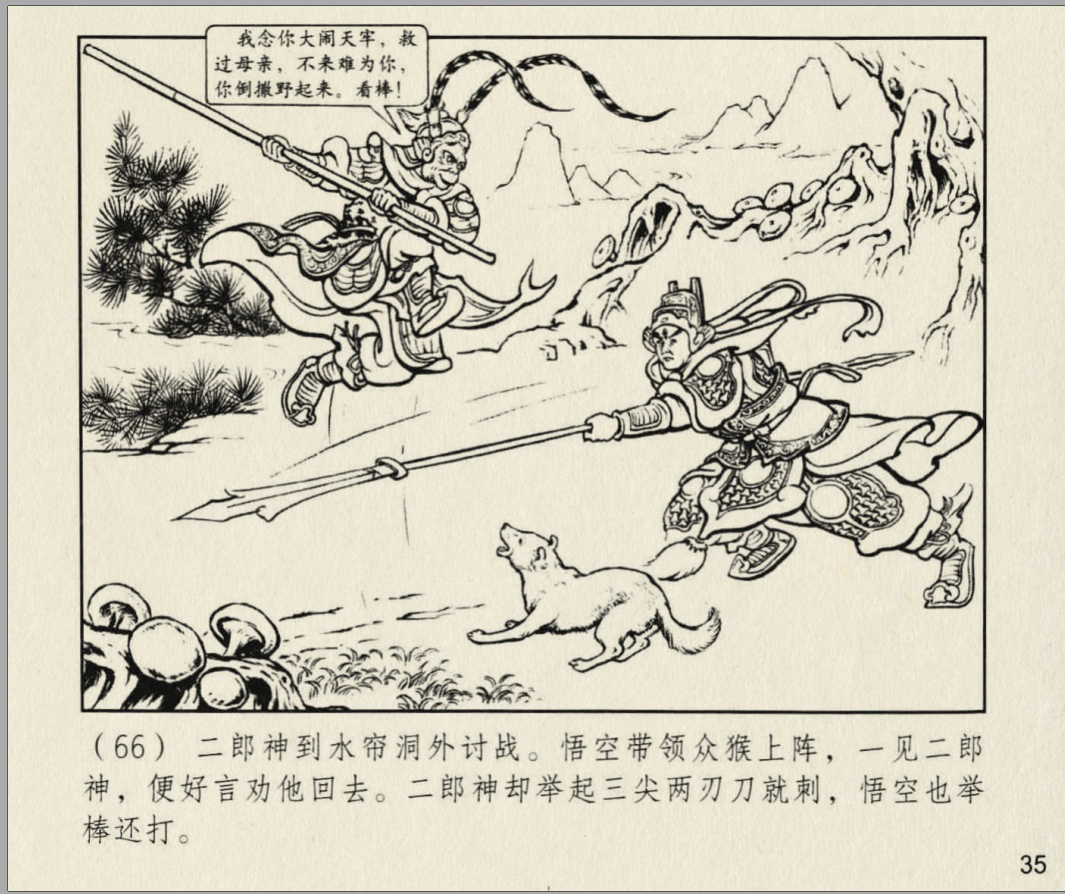 我念你大闹天牢，救
过母亲，不来难为你，
你倒撒野起来。看棒！
（66） 二郎神到水帘洞外讨战。悟空带领众猴上阵，一见二郎
神，便好言劝他回去。二郎神却举起三尖两刃刀就刺，悟空也举
棒还打。
35